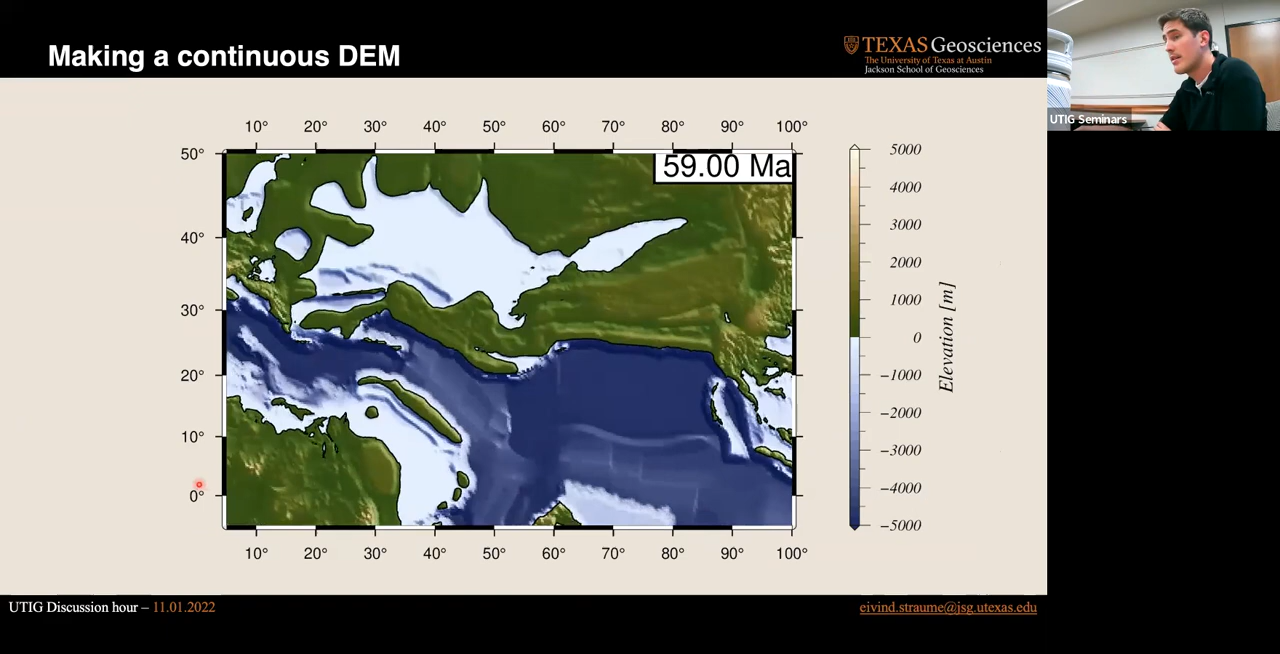 Making a continuous DEM
TEXAS Geosciences
The University of Texas at Austin
Jackson School of Geosciences
UTIG Seminars
10° 20° 30° 40° 50° 60° 70° 80° 90° 100°
59.00 Ma
50°
40°
30°
20°
10°
0°
10° 20° 30° 40° 50° 60° 70° 80° 90° 100°
5000
4000
3000
2000
1000
0
−1000
−2000
−3000
−4000
−5000
Elevation [m]
UTIG Discussion hour – 11.01.2022
eivind.straume@jsg.utexas.edu